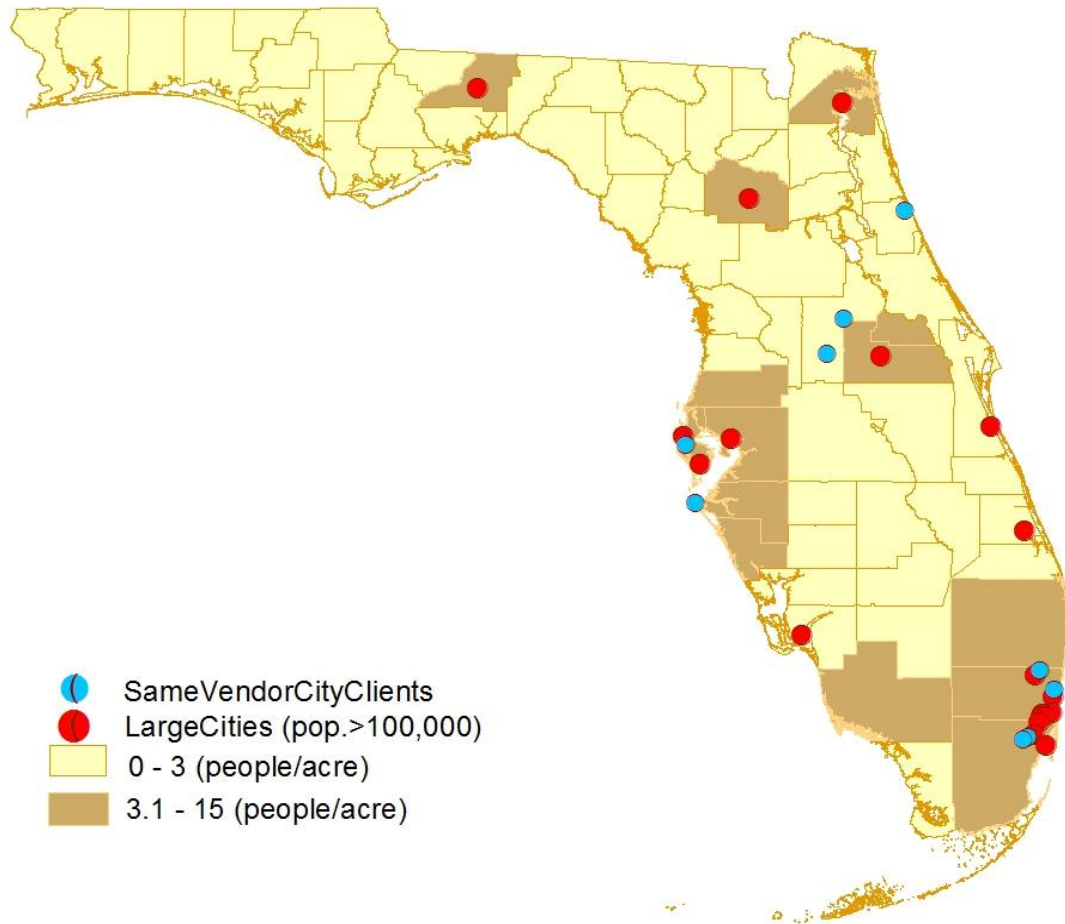 SameVendorCityClients
LargeCities (pop.>100,000)
0 - 3 (people/acre)
3.1 - 15 (people/acre)